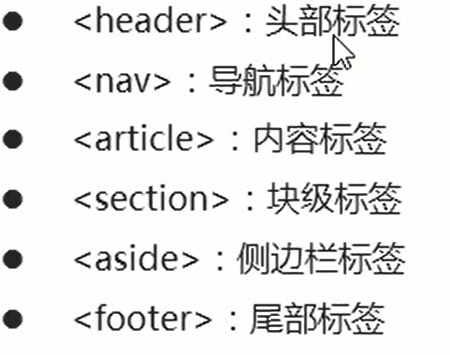 ● <header>：头部标签
● <nav>：导航标签
● <article>：内容标签
● <section>：块级标签
● <aside>：侧边栏标签
● <footer>：尾部标签